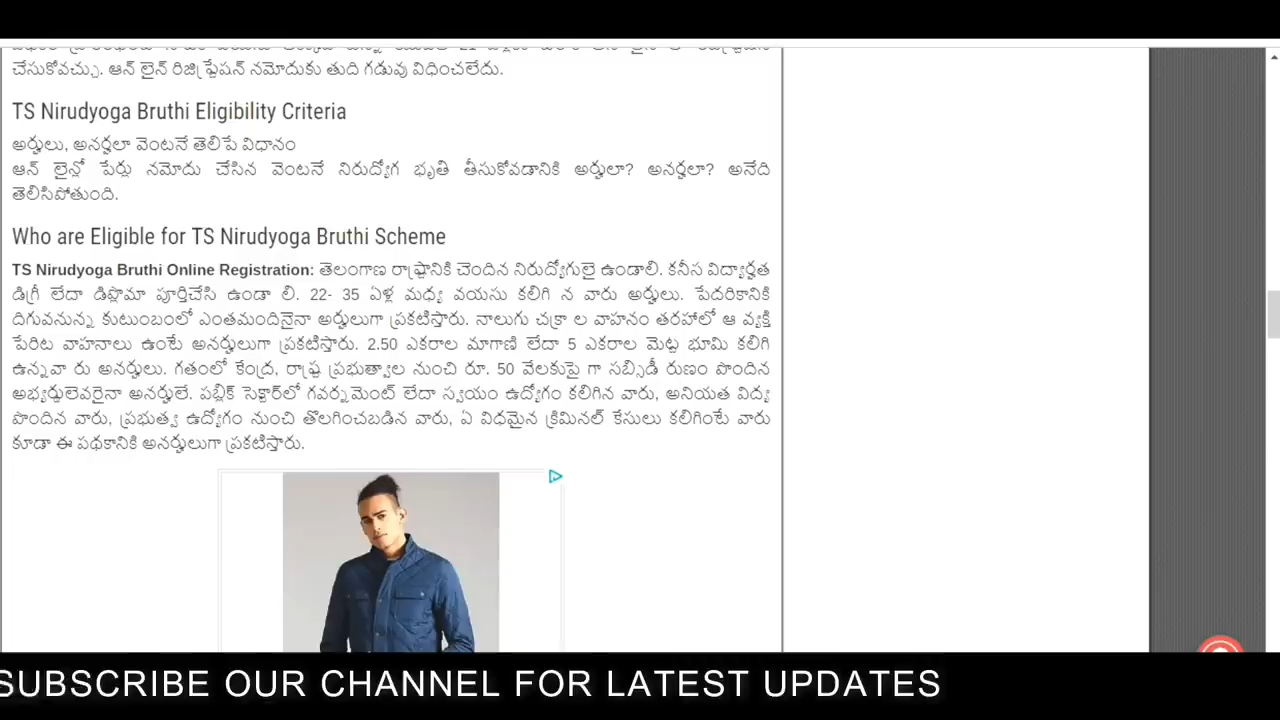 చేసుకోవచ్చు. ఆన్ లైన్ రిజిస్ట్రేషన్ నమోదుకు తుది గడువు విధించలేదు.
TS Nirudyoga Bruthi Eligibility Criteria
అర్హులు, అనర్హులా వెంటనే తెలిపే విధానం
ఆన్ లైన్లో పేర్లు నమోదు చేసిన వెంటనే నిరుద్యోగ భృతి తీసుకోవడానికి అర్హులా? అనర్హులా? అనేది
తెలిసిపోతుంది.
Who are Eligible for TS Nirudyoga Bruthi Scheme
TS Nirudyoga Bruthi Online Registration: తెలంగాణ రాష్ట్రానికి చెందిన నిరుద్యోగులై ఉండాలి. కనీస విద్యార్హత
డిగ్రీ లేదా డిప్లొమా పూర్తిచేసి ఉండా లి. 22- 35 ఏళ్ల మధ్య వయసు కలిగి న వారు అర్హులు. పేదరికానికి
దిగువనున్న కుటుంబంలో ఎంతమందినైనా అర్హులుగా ప్రకటిస్తారు. నాలుగు చక్రా ల వాహనం తరహాలో ఆ వ్యక్తి
పేరిట వాహనాలు ఉంటే అనర్హులుగా ప్రకటిస్తారు. 2.50 ఎకరాల మాగాణి లేదా 5 ఎకరాల మెట్ట భూమి కలిగి
ఉన్నవా రు అనర్హులు. గతంలో కేంద్ర, రాష్ట్ర ప్రభుత్వాల నుంచి రూ. 50 వేలకుపై గా సబ్సిడీ రుణం పొందిన
అభ్యర్థులెవరైనా అనర్హులే. పబ్లిక్ సెక్టార్‌లో గవర్నమెంట్ లేదా స్వయం ఉద్యోగం కలిగిన వారు, అనియత విద్య
పొందిన వారు, ప్రభుత్వ ఉద్యోగం నుంచి తొలగించబడిన వారు, ఏ విధమైన క్రిమినల్ కేసులు కలిగింటే వారు
కూడా ఈ పథకానికి అనర్హులుగా ప్రకటిస్తారు.
SUBSCRIBE OUR CHANNEL FOR LATEST UPDATES